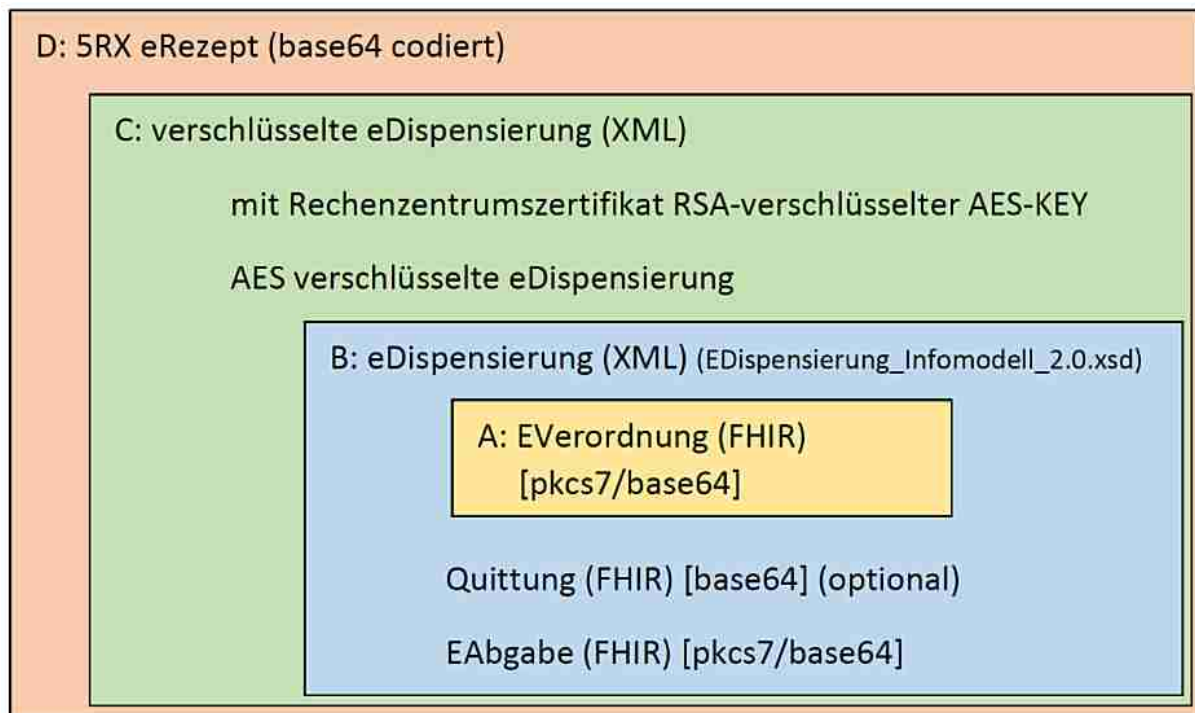 D: 5RX eRezept (base64 codiert)
C: verschlüsselte eDispensierung (XML)
mit Rechenzentrumszertifikat RSA-verschlüsselter AES-KEY
AES verschlüsselte eDispensierung
B: eDispensierung (XML) (EDispensierung_Infomodell_2.0.xsd)
A: EVerordnung (FHIR)
[pkcs7/base64]
Quittung (FHIR) [base64] (optional)
EAbgabe (FHIR) [pkcs7/base64]